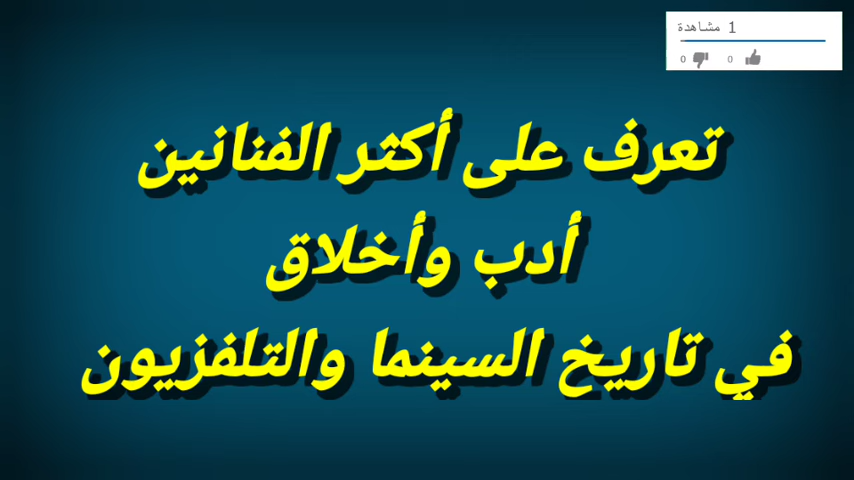 1 مشاهدة
0 0
تعرف على أكثر الفنانين
أدب وأخلاق
في تاريخ السينما والتلفزيون